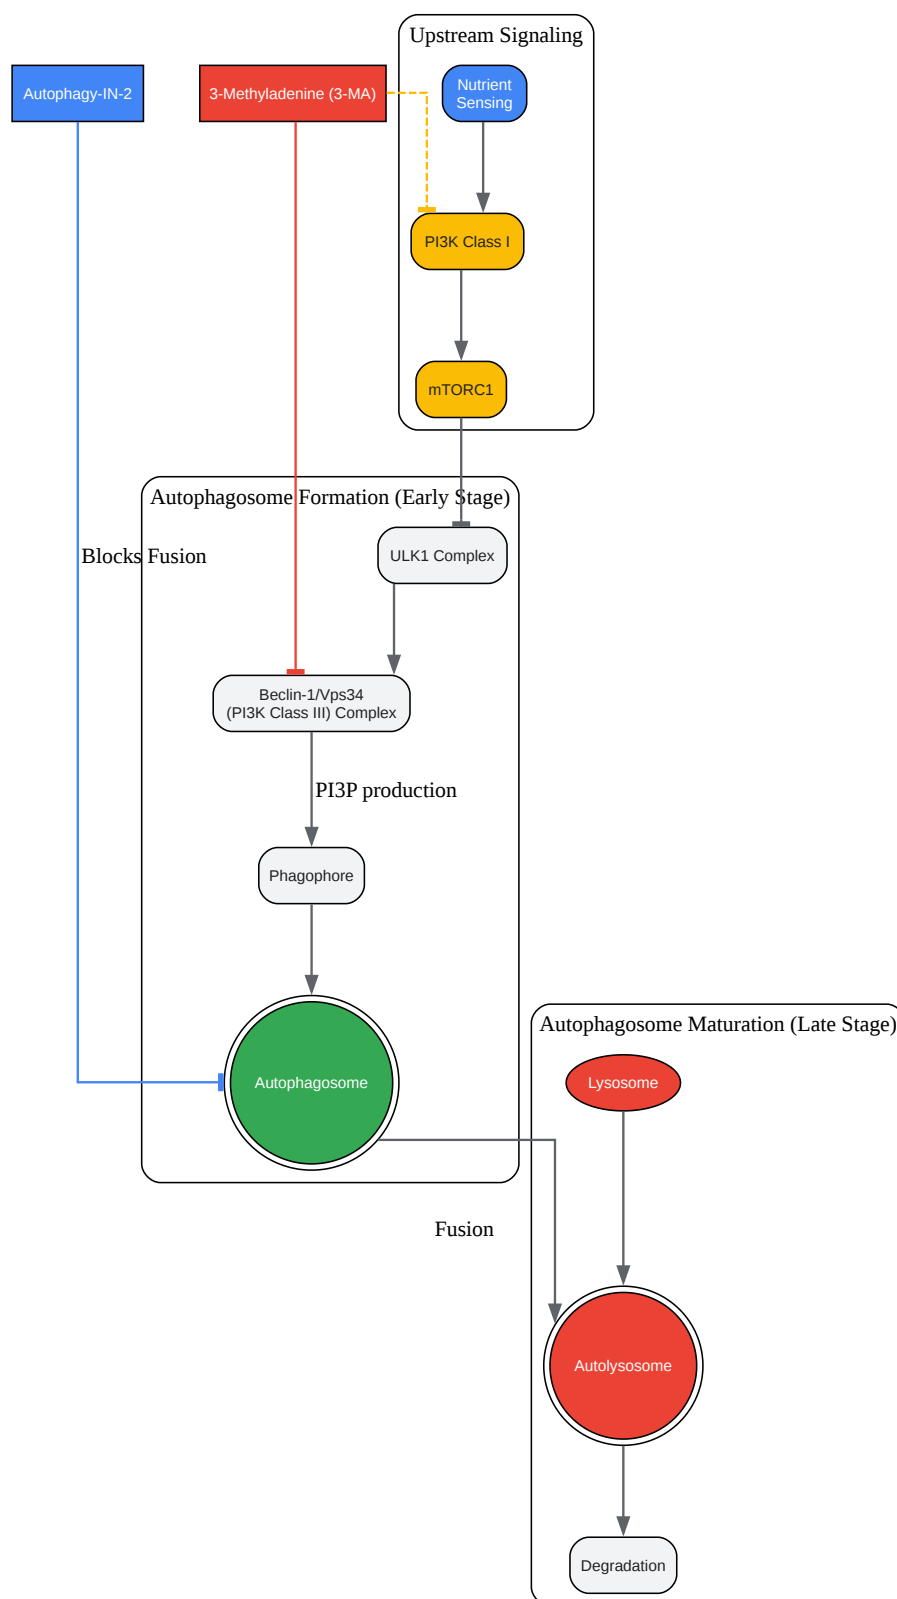 Upstream Signaling
Autophagy-IN-2
3-Methyladenine (3-MA)
Nutrient
Sensing
PI3K Class I
mTORC1
Autophagosome Formation (Early Stage)
Blocks Fusion
ULK1 Complex
Beclin-1/Vps34
(PI3K Class III) Complex
PI3P production
Phagophore
Autophagosome Maturation (Late Stage)
Autophagosome
Lysosome
Fusion
Autolysosome
Degradation